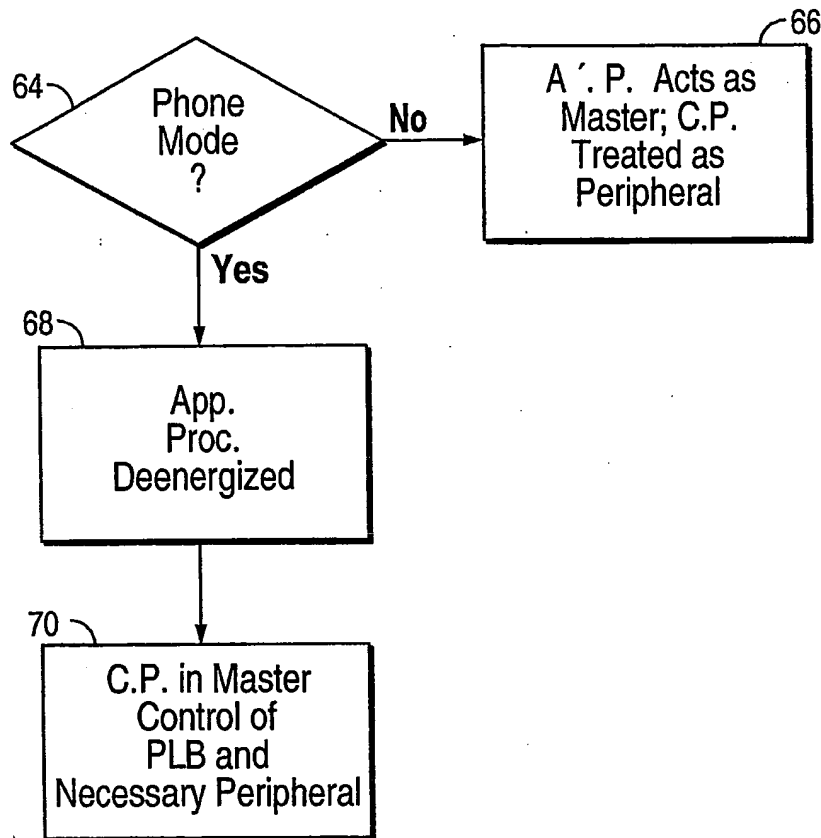 64
Phone
Mode
?
No
66
A ´. P. Acts as
Master; C.P.
Treated as
Peripheral
Yes
68
App.
Proc.
Deenergized
70
C.P. in Master
Control of
PLB and
Necessary Peripheral